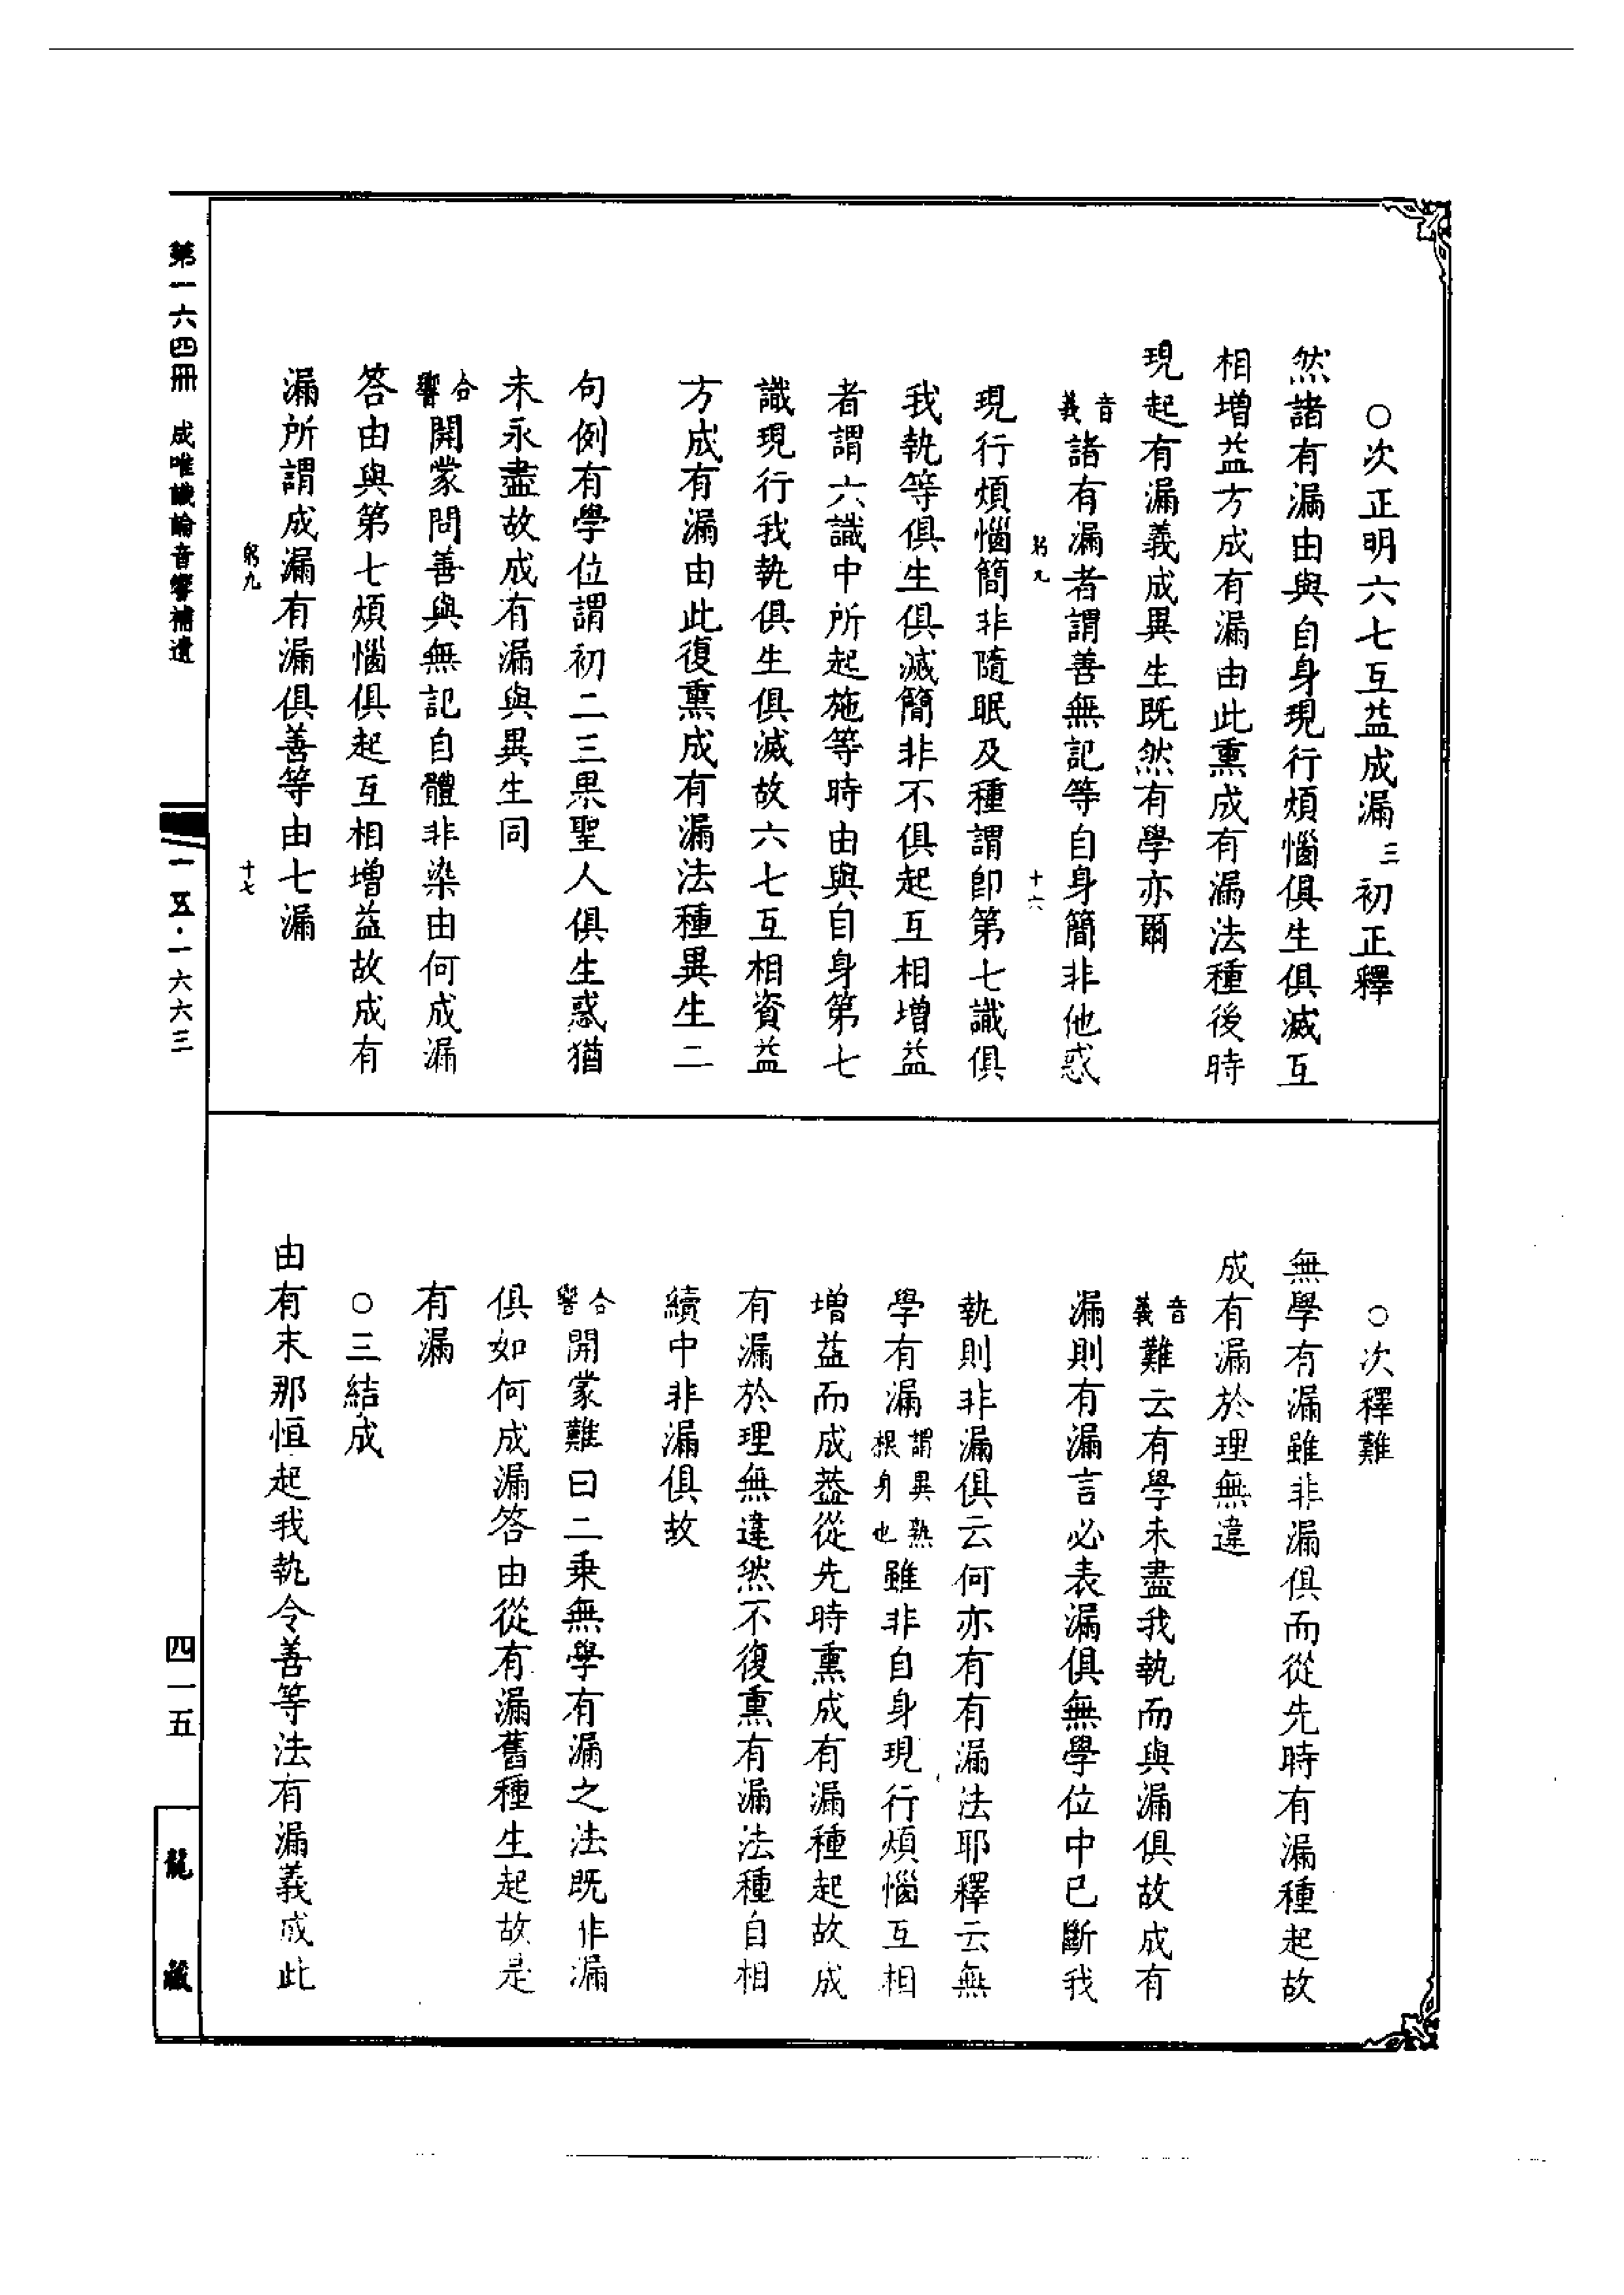 ○次正明六七互益成漏三初正釋
然諸有漏由與自身現行煩惱俱生俱滅互
相增益方成有漏由此熏成有漏法種後時
現起有漏義成異生既然有學亦爾
音義諸有漏者謂善無記等自身簡非他惑
躬九 十六
現行煩惱簡非隨眠及種謂卽第七識俱
我執等俱生俱滅簡非不俱起互相增益
者謂六識中所起施等時由與自身第七
識現行我執俱生俱滅故六七互相資益
方成有漏由此復熏成有漏法種異生二
句例有學位謂初二三果聖人俱生惑猶
未永盡故成有漏與異生同
合響開蒙問善與無記自體非染由何成漏
答由與第七煩惱俱起互相增益故成有
漏所謂成漏有漏俱善等由七漏
躬九 十七
○次釋難
無學有漏雖非漏俱而從先時有漏種起故
成有漏於理無違
音義難云有學未盡我執而與漏俱故成有
漏則有漏言必表漏俱無學位中已斷我
執則非漏俱云何亦有有漏法耶釋云無
學有漏謂異熟根身也雖非自身現行煩惱互相
增益而成葢從先時熏成有漏種起故成
有漏於理無違然不復熏有漏法種自相
續中非漏俱故
合響開蒙難曰二乘無學有漏之法既非漏
俱如何成漏答由從有漏舊種生起故是
有漏
○三結成
由有末那恒起我執令善等法有漏義成此
第一六四冊 成唯識論音響補遺
一五·一六六三
四一五
龍藏